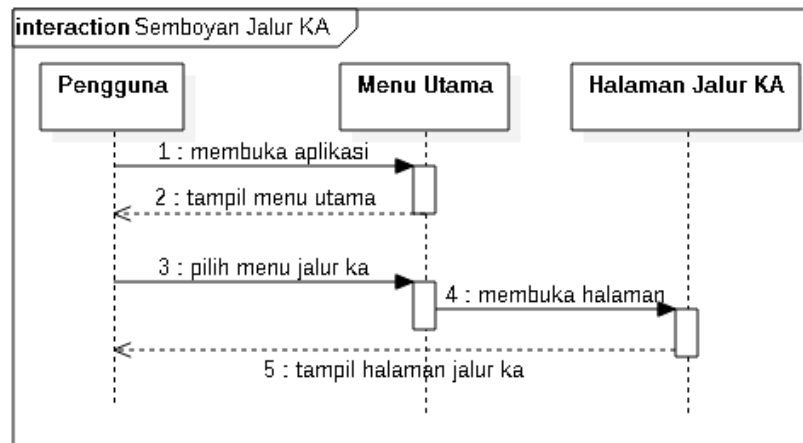 interaction Semboyan Jalur KA
Pengguna
Menu Utama
Halaman Jalur KA
1 : membuka aplikasi
2 : tampil menu utama
3 : pilih menu jalur ka
4 : membuka halaman
5 : tampil halaman jalur ka